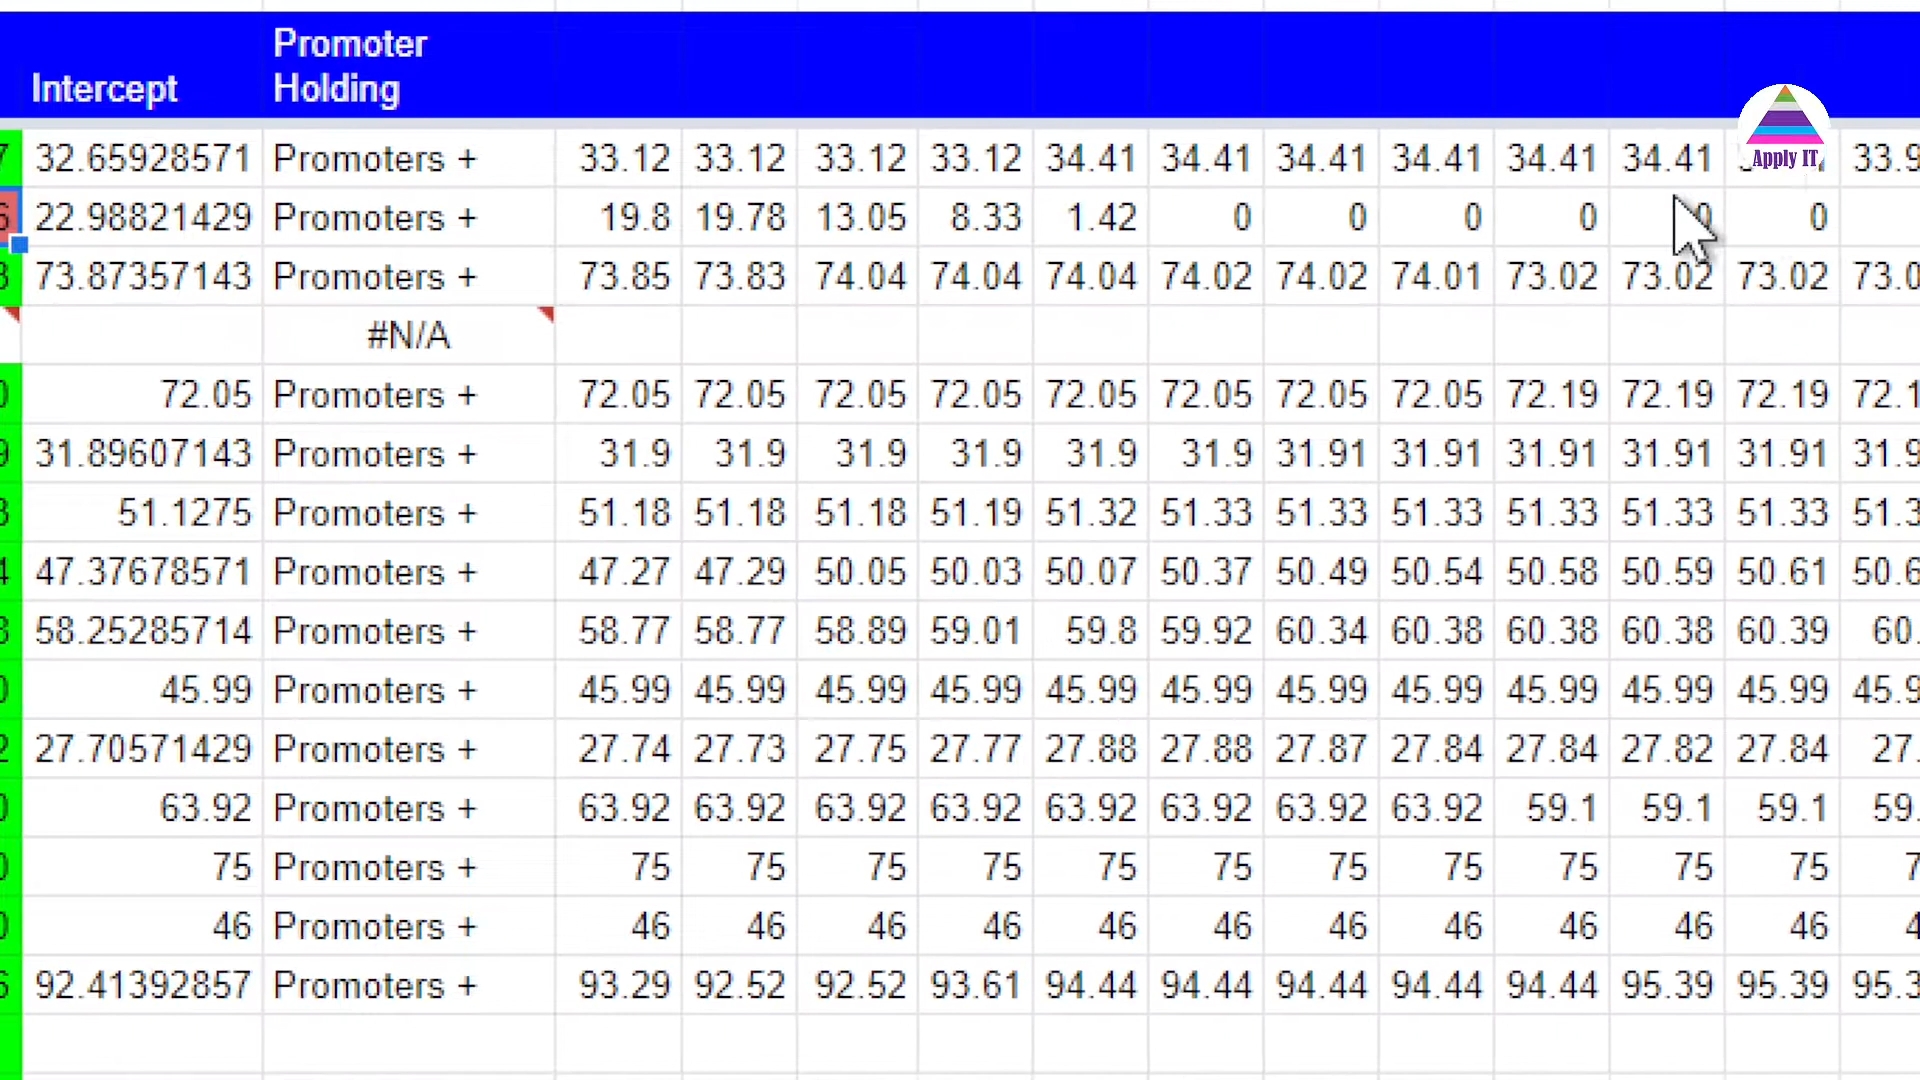 Promoter
Intercept Holding
32.65928571 Promoters + 33.12 33.12 33.12 33.12 34.41 34.41 34.41 34.41 34.41 34.41
Apply IT
22.98821429 Promoters + 19.8 19.78 13.05 8.33 1.42 0 0 0 0 0 0
73.87357143 Promoters + 73.85 73.83 74.04 74.04 74.04 74.02 74.02 74.01 73.02 73.02 73.02
#N/A
72.05 Promoters + 72.05 72.05 72.05 72.05 72.05 72.05 72.05 72.05 72.19 72.19 72.19
31.89607143 Promoters + 31.9 31.9 31.9 31.9 31.9 31.9 31.91 31.91 31.91 31.91 31.91
51.1275 Promoters + 51.18 51.18 51.18 51.19 51.32 51.33 51.33 51.33 51.33 51.33 51.33
47.37678571 Promoters + 47.27 47.29 50.05 50.03 50.07 50.37 50.49 50.54 50.58 50.59 50.61
58.25285714 Promoters + 58.77 58.77 58.89 59.01 59.8 59.92 60.34 60.38 60.38 60.38 60.39
45.99 Promoters + 45.99 45.99 45.99 45.99 45.99 45.99 45.99 45.99 45.99 45.99 45.99
27.70571429 Promoters + 27.74 27.73 27.75 27.77 27.88 27.88 27.87 27.84 27.84 27.82 27.84
63.92 Promoters + 63.92 63.92 63.92 63.92 63.92 63.92 63.92 63.92 59.1 59.1 59.1
75 Promoters + 75 75 75 75 75 75 75 75 75 75 75
46 Promoters + 46 46 46 46 46 46 46 46 46 46 46
92.41392857 Promoters + 93.29 92.52 92.52 93.61 94.44 94.44 94.44 94.44 94.44 95.39 95.39